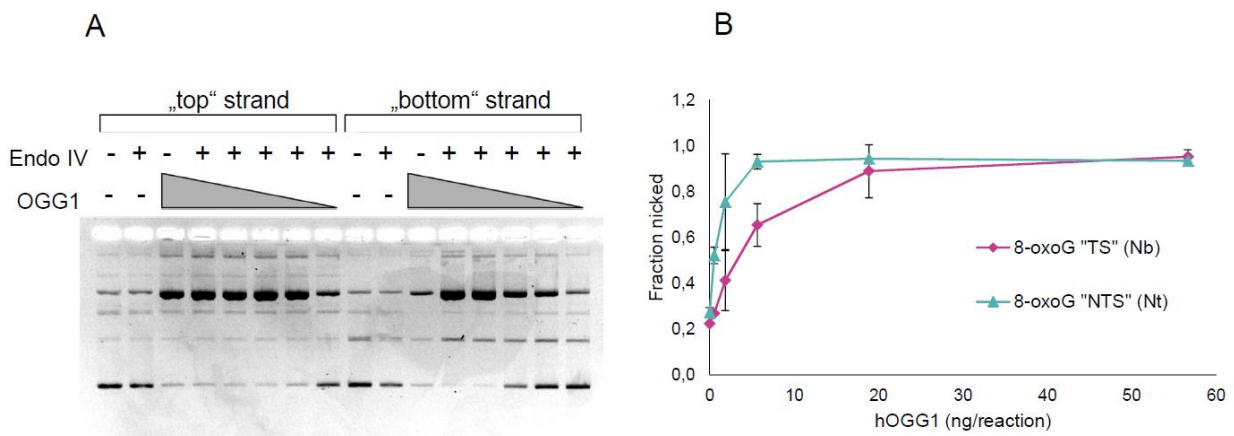 A
„top“ strand
„bottom“ strand
Endo IV
- + - + + + + + - + - + + + + +
OGG1
- - - -
B
1,2
1,0
0,8
0,6
0,4
0,2
0,0
Fraction nicked
8-oxoG "TS" (Nb)
8-oxoG "NTS" (Nt)
0 10 20 30 40 50 60
hOGG1 (ng/reaction)